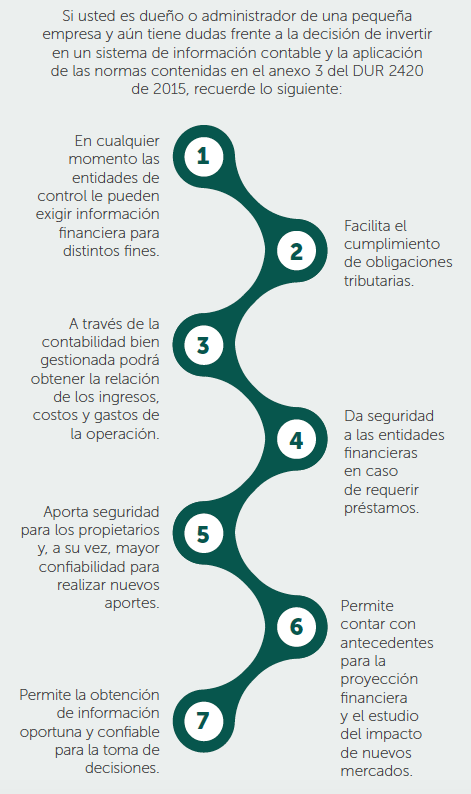 Si usted es dueño o administrador de una pequeña
empresa y aún tiene dudas frente a la decisión de invertir
en un sistema de información contable y la aplicación
de las normas contenidas en el anexo 3 del DUR 2420
de 2015, recuerde lo siguiente:
1
En cualquier
momento las
entidades de
control le pueden
exigir información
financiera para
distintos fines.
2
Facilita el
cumplimiento
de obligaciones
tributarias.
3
A través de la
contabilidad bien
gestionada podrá
obtener la relación
de los ingresos,
costos y gastos de
la operación.
4
Da seguridad
a las entidades
financieras
en caso
de requerir
préstamos.
5
Aporta seguridad
para los propietarios
y, a su vez, mayor
confiabilidad para
realizar nuevos
aportes.
6
Permite
contar con
antecedentes
para la
proyección
financiera
y el estudio
del impacto
de nuevos
mercados.
7
Permite la obtención
de información
oportuna y confiable
para la toma de
decisiones.